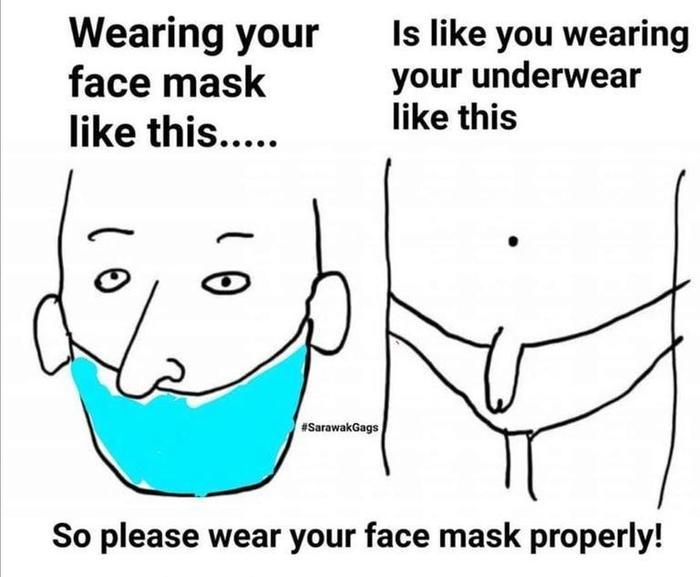 Wearing your
face mask
like this.....
Is like you wearing
your underwear
like this
#SarawakGags
So please wear your face mask properly!